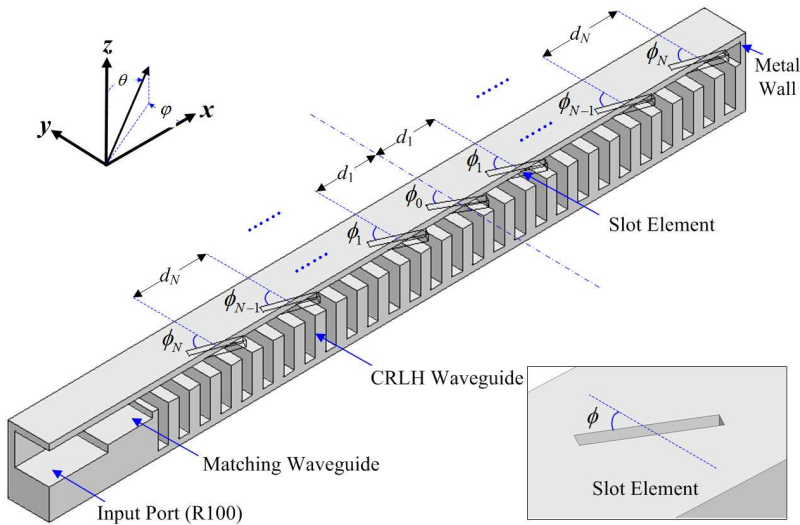 d_N
ϕ_N
Metal
Wall
z
θ
φ
x
y
ϕ_{N−1}
......
......
d_1
d_1
ϕ_1
ϕ_0
Slot Element
......
......
ϕ_1
d_N
ϕ_{N−1}
ϕ_N
CRLH Waveguide
Matching Waveguide
Input Port (R100)
ϕ
Slot Element